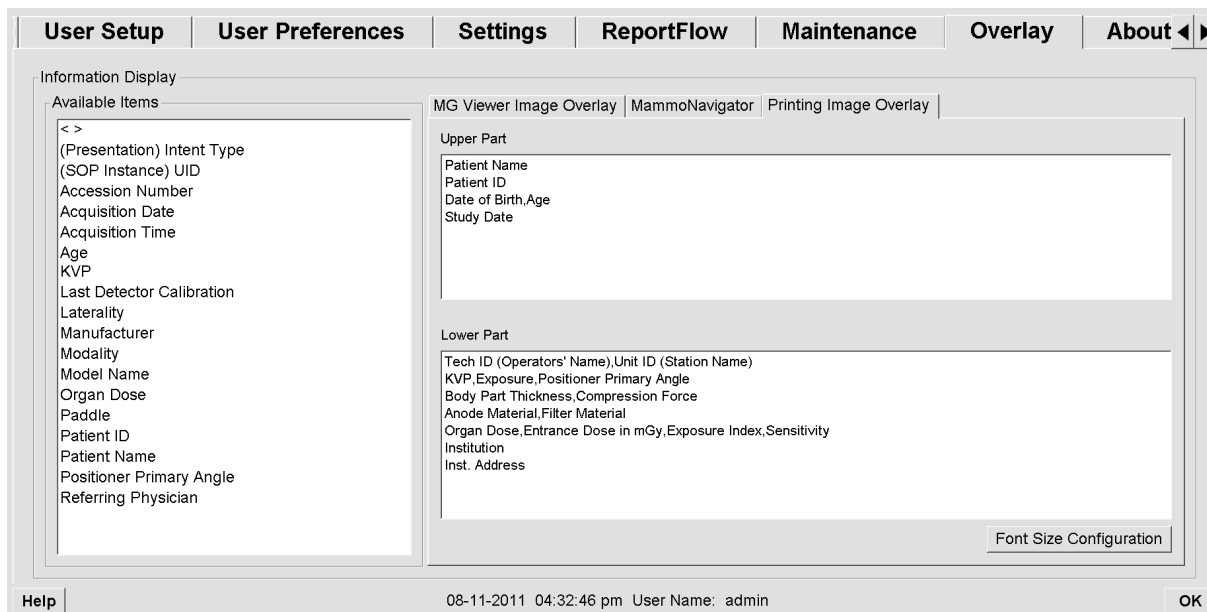 User Setup User Preferences Settings ReportFlow Maintenance Overlay About
Information Display
Available Items
< >
(Presentation) Intent Type
(SOP Instance) UID
Accession Number
Acquisition Date
Acquisition Time
Age
KVP
Last Detector Calibration
Laterality
Manufacturer
Modality
Model Name
Organ Dose
Paddle
Patient ID
Patient Name
Positioner Primary Angle
Referring Physician
MG Viewer Image Overlay MammoNavigator Printing Image Overlay
Upper Part
Patient Name
Patient ID
Date of Birth,Age
Study Date
Lower Part
Tech ID (Operators' Name),Unit ID (Station Name)
KVP,Exposure,Positioner Primary Angle
Body Part Thickness,Compression Force
Anode Material,Filter Material
Organ Dose,Entrance Dose in mGy,Exposure Index,Sensitivity
Institution
Inst. Address
Font Size Configuration
Help 08-11-2011 04:32:46 pm User Name: admin OK